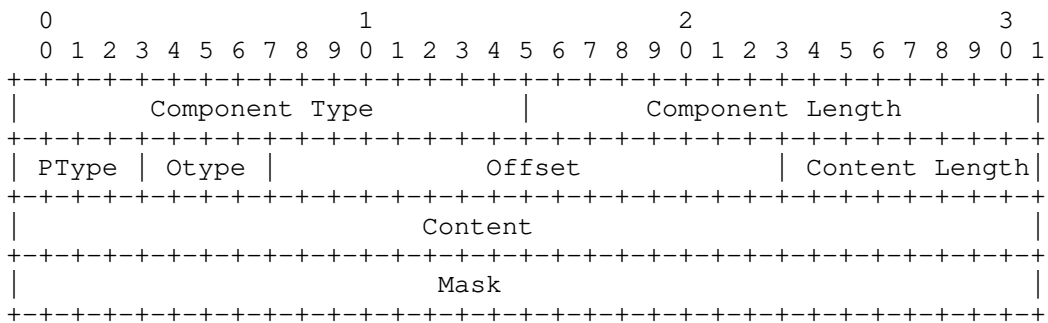 0                   1                   2                   3
0 1 2 3 4 5 6 7 8 9 0 1 2 3 4 5 6 7 8 9 0 1 2 3 4 5 6 7 8 9 0 1
+-+-+-+-+-+-+-+-+-+-+-+-+-+-+-+-+-+-+-+-+-+-+-+-+-+-+-+-+-+-+-+-+
|        Component Type         |       Component Length        |
+-+-+-+-+-+-+-+-+-+-+-+-+-+-+-+-+-+-+-+-+-+-+-+-+-+-+-+-+-+-+-+-+
| PType | Otype |             Offset            | Content Length|
+-+-+-+-+-+-+-+-+-+-+-+-+-+-+-+-+-+-+-+-+-+-+-+-+-+-+-+-+-+-+-+-+
|                         Content                               |
+-+-+-+-+-+-+-+-+-+-+-+-+-+-+-+-+-+-+-+-+-+-+-+-+-+-+-+-+-+-+-+-+
|                          Mask                                 |
+-+-+-+-+-+-+-+-+-+-+-+-+-+-+-+-+-+-+-+-+-+-+-+-+-+-+-+-+-+-+-+-+